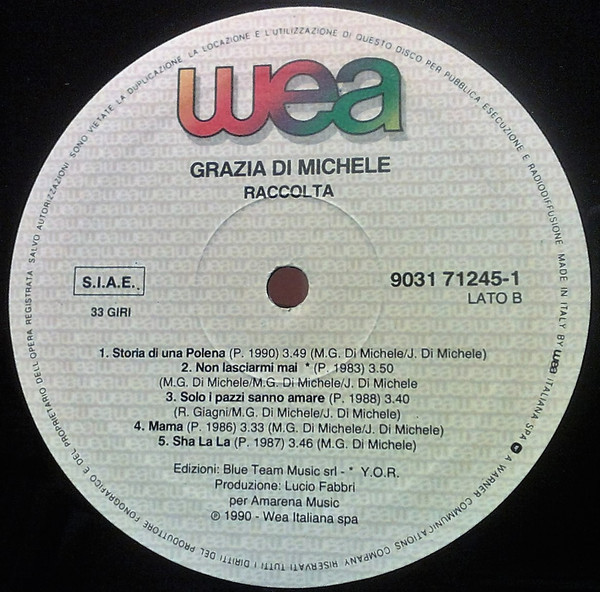 wea
GRAZIA DI MICHELE
RACCOLTA
S.I.A.E.
33 GIRI
9031 71245-1
LATO B
1. Storia di una Polena (P. 1990) 3.49 (M.G. Di Michele/J. Di Michele)
2. Non lasciarmi mai * (P. 1983) 3.50
(M.G. Di Michele/M.G. Di Michele/J. Di Michele
3. Solo i pazzi sanno amare (P. 1988) 3.40
(R. Giagni/M.G. Di Michele/J. Di Michele)
4. Mama (P. 1986) 3.33 (M.G. Di Michele/J. Di Michele)
5. Sha La La (P. 1987) 3.46 (M.G. Di Michele)
Edizioni: Blue Team Music srl - * Y.O.R.
Produzione: Lucio Fabbri
per Amarena Music
℗ 1990 - Wea Italiana spa
MADE IN ITALY BY wea ITALIANA SPA A WARNER COMMUNICATIONS COMPANY RISERVATI TUTTI I DIRITTI DEL PRODUTTORE FONOGRAFICO E DEL PROPRIETARIO DELL'OPERA REGISTRATA SALVO AUTORIZZAZIONI SONO VIETATE LA DUPLICAZIONE LA LOCAZIONE E L'UTILIZZAZIONE DI QUESTO DISCO PER PUBBLICA ESECUZIONE E RADIODIFFUSIONE